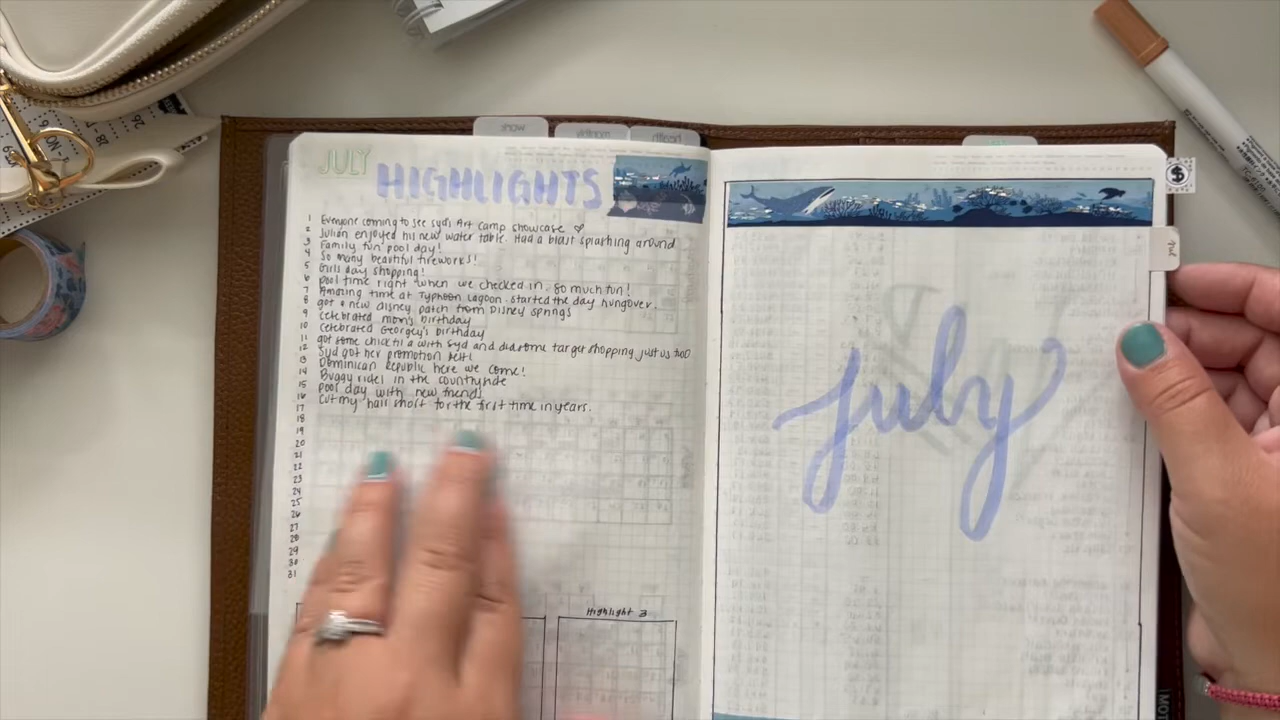 work
monthly
health
JULY
HIGHLIGHTS
1 Everyone coming to see syd's Art Camp showcase ♡
2 Julian enjoyed his new water table. Had a blast splashing around
3 Family fun pool day!
4 So many beautiful fireworks!
5 Girl day shopping!
6 pool time right when we checked in. so much fun!
7 Amazing time at Typhoon Lagoon. started the day hungover.
8 got a new disney patch from Disney springs
9 celebrated mom's birthday
10 celebrated Georgey's birthday
11 got some chick fil a with syd and did some target shopping just us two
12 Syd got her promotion test!
13 Dominican Republic here we come!
14 Buggy rides in the countryside
15 pool day with new friends
16 Cut my hair short for the first time in years.
17
18
19
20
21
22
23
24
25
26
27
28
29
30
31
Highlight 3
july
$
26
28